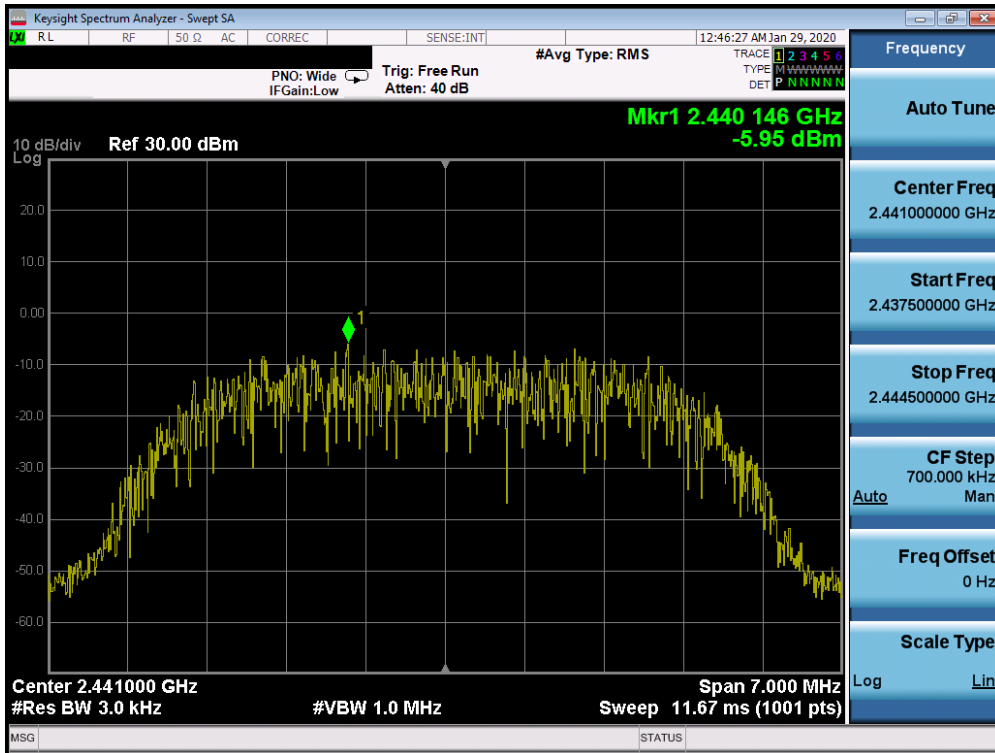 Keysight Spectrum Analyzer - Swept SA
LXI RL RF 50 Ω AC CORREC SENSE:INT 12:46:27 AM Jan 29, 2020
PNO: Wide
IFGain:Low
Trig: Free Run
Atten: 40 dB
#Avg Type: RMS
TRACE 1 2 3 4 5 6
TYPE M WWWWW
DET P N N N N N
Mkr1 2.440 146 GHz
-5.95 dBm
10 dB/div
Log
Ref 30.00 dBm
20.0
10.0
0.00
-10.0
-20.0
-30.0
-40.0
-50.0
-60.0
1
Center 2.441000 GHz
Span 7.000 MHz
#Res BW 3.0 kHz
#VBW 1.0 MHz
Sweep 11.67 ms (1001 pts)
MSG
STATUS
Frequency
Auto Tune
Center Freq
2.441000000 GHz
Start Freq
2.437500000 GHz
Stop Freq
2.444500000 GHz
CF Step
700.000 kHz
Auto Man
Freq Offset
0 Hz
Scale Type
Log Lin